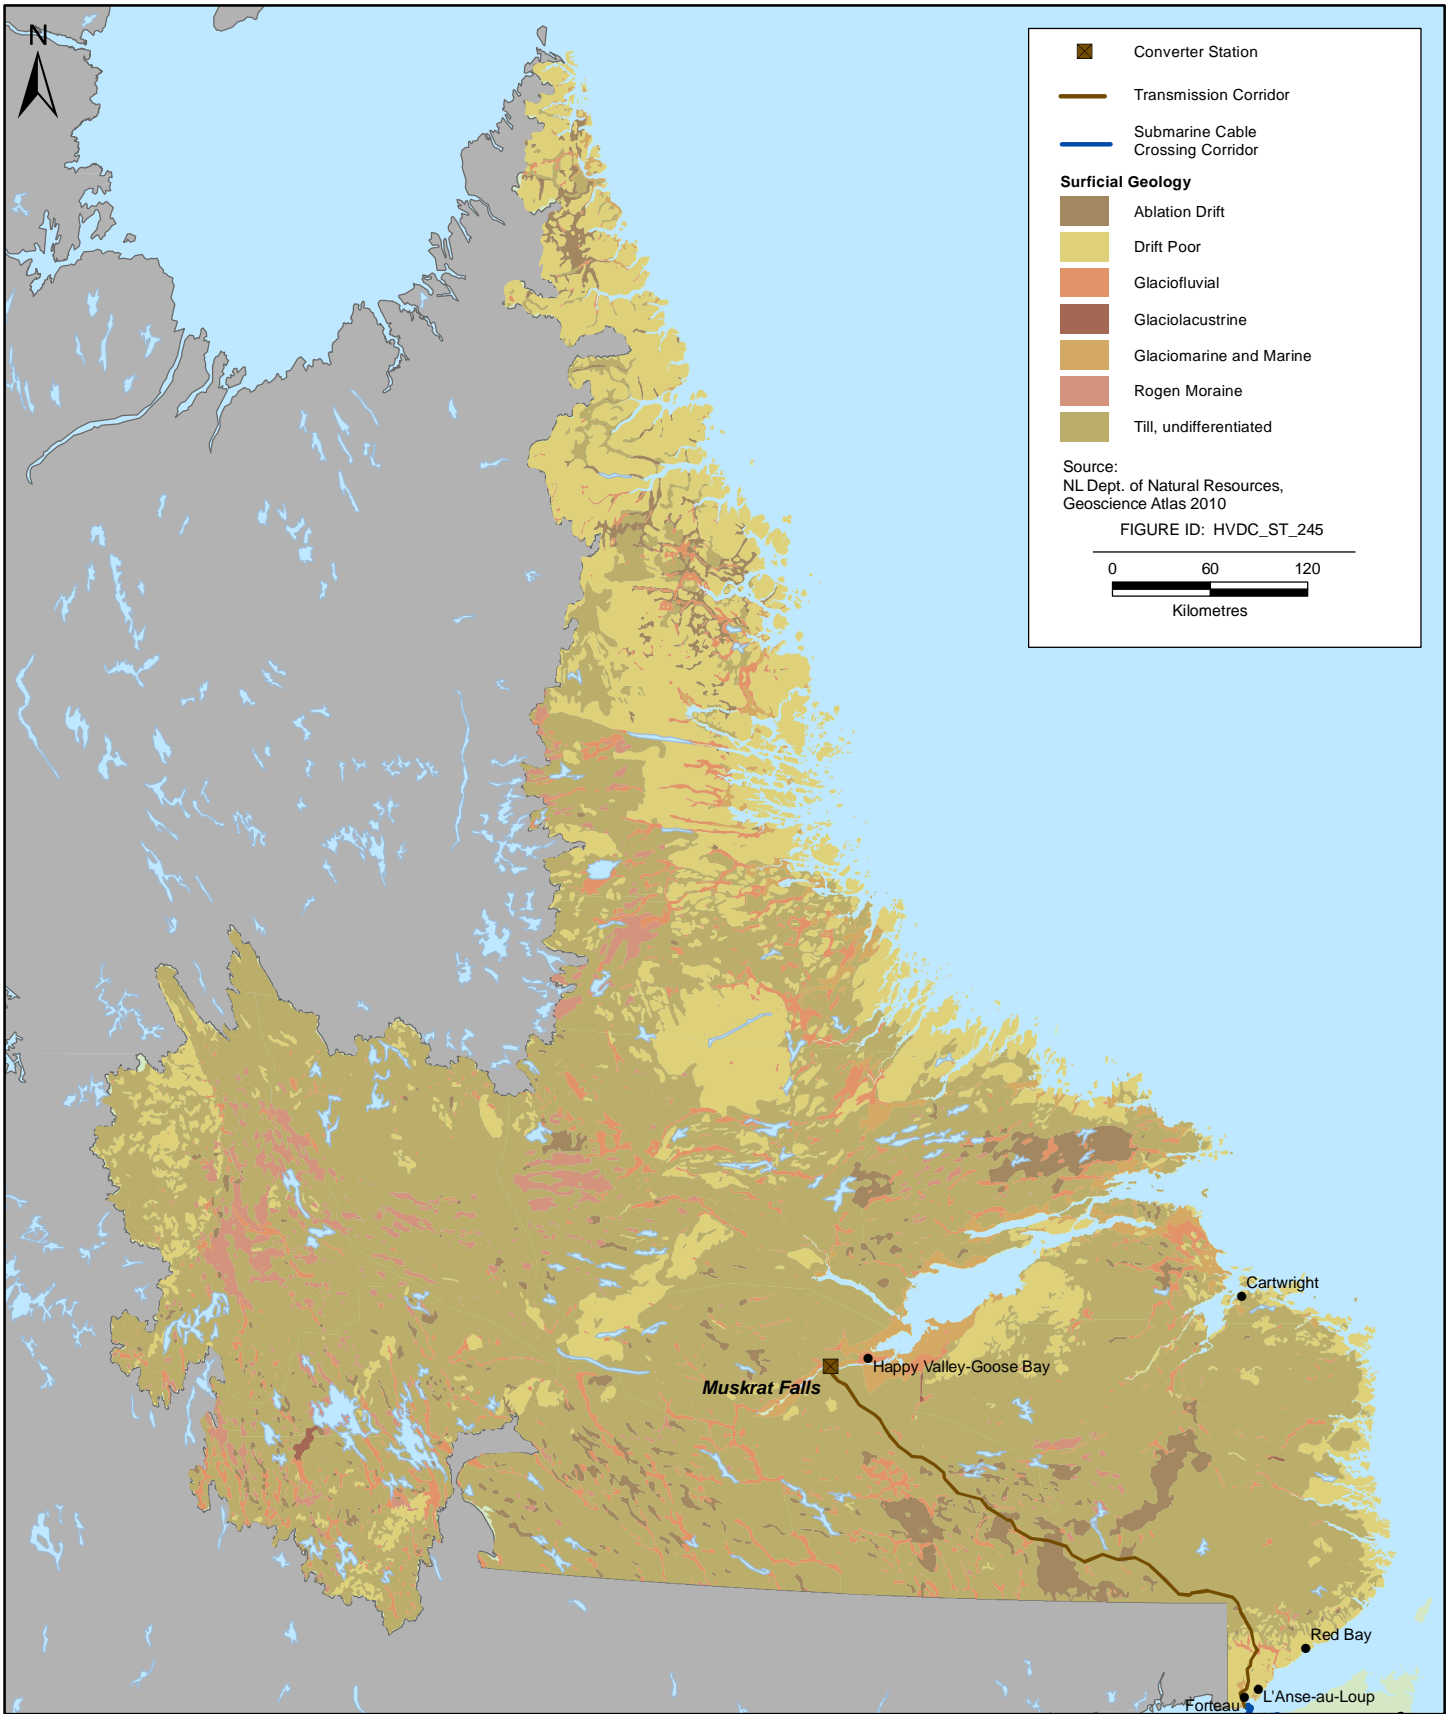 N
Converter Station
Transmission Corridor
Submarine Cable
Crossing Corridor
Surficial Geology
Ablation Drift
Drift Poor
Glaciofluvial
Glaciolacustrine
Glaciomarine and Marine
Rogen Moraine
Till, undifferentiated
Source:
NL Dept. of Natural Resources,
Geoscience Atlas 2010
FIGURE ID: HVDC_ST_245
0 60 120
Kilometres
Cartwright
Happy Valley-Goose Bay
Muskrat Falls
Red Bay
L'Anse-au-Loup
Forteau